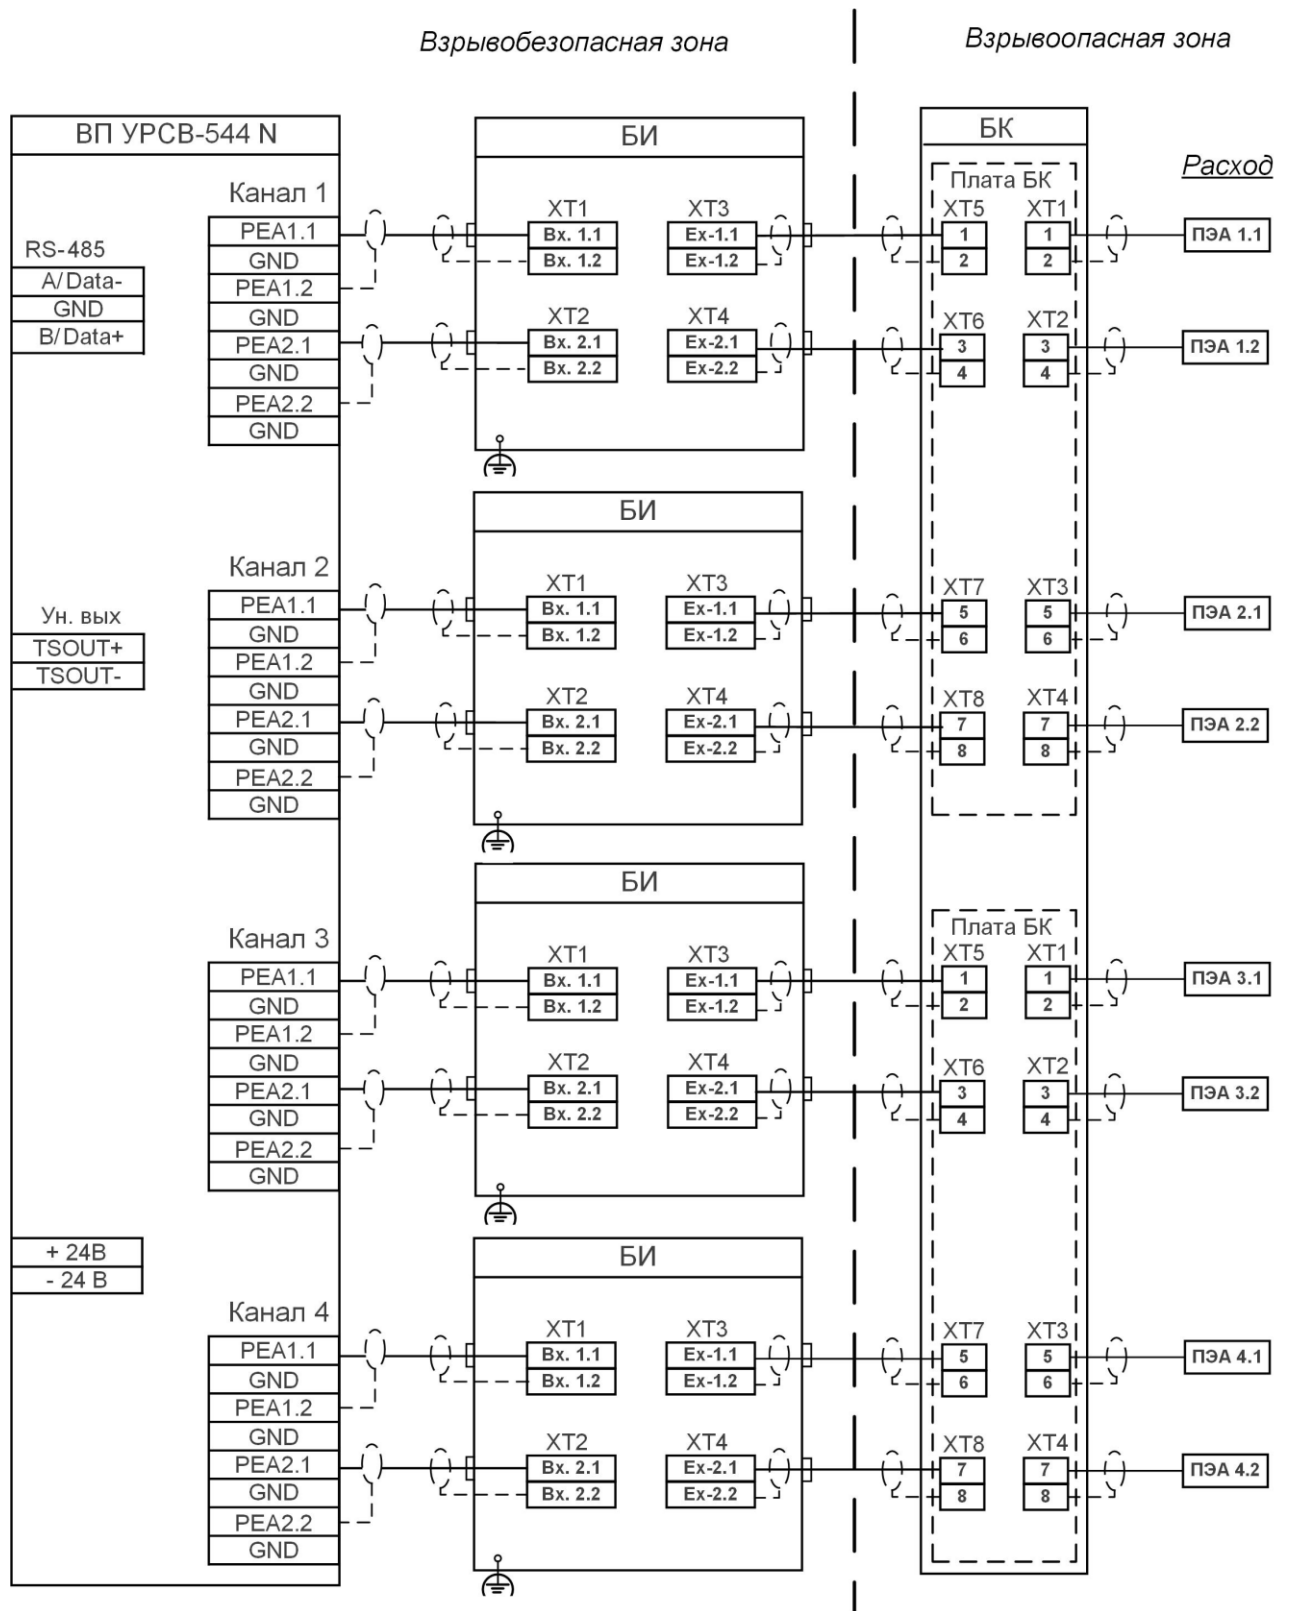 Взрывобезопасная зона
Взрывоопасная зона
ВП УРСВ-544 N
RS-485
A/Data-
GND
B/Data+
Ун. вых
TSOUT+
TSOUT-
+ 24В
- 24 В
Канал 1
PEA1.1
GND
PEA1.2
GND
PEA2.1
GND
PEA2.2
GND
Канал 2
PEA1.1
GND
PEA1.2
GND
PEA2.1
GND
PEA2.2
GND
Канал 3
PEA1.1
GND
PEA1.2
GND
PEA2.1
GND
PEA2.2
GND
Канал 4
PEA1.1
GND
PEA1.2
GND
PEA2.1
GND
PEA2.2
GND
БИ
XT1
Вх. 1.1
Вх. 1.2
XT3
Ex-1.1
Ex-1.2
XT2
Вх. 2.1
Вх. 2.2
XT4
Ex-2.1
Ex-2.2
БИ
XT1
Вх. 1.1
Вх. 1.2
XT3
Ex-1.1
Ex-1.2
XT2
Вх. 2.1
Вх. 2.2
XT4
Ex-2.1
Ex-2.2
БИ
XT1
Вх. 1.1
Вх. 1.2
XT3
Ex-1.1
Ex-1.2
XT2
Вх. 2.1
Вх. 2.2
XT4
Ex-2.1
Ex-2.2
БИ
XT1
Вх. 1.1
Вх. 1.2
XT3
Ex-1.1
Ex-1.2
XT2
Вх. 2.1
Вх. 2.2
XT4
Ex-2.1
Ex-2.2
БК
Плата БК
XT5
1
2
XT1
1
2
XT6
3
4
XT2
3
4
XT7
5
6
XT3
5
6
XT8
7
8
XT4
7
8
Плата БК
XT5
1
2
XT1
1
2
XT6
3
4
XT2
3
4
XT7
5
6
XT3
5
6
XT8
7
8
XT4
7
8
Расход
ПЭА 1.1
ПЭА 1.2
ПЭА 2.1
ПЭА 2.2
ПЭА 3.1
ПЭА 3.2
ПЭА 4.1
ПЭА 4.2